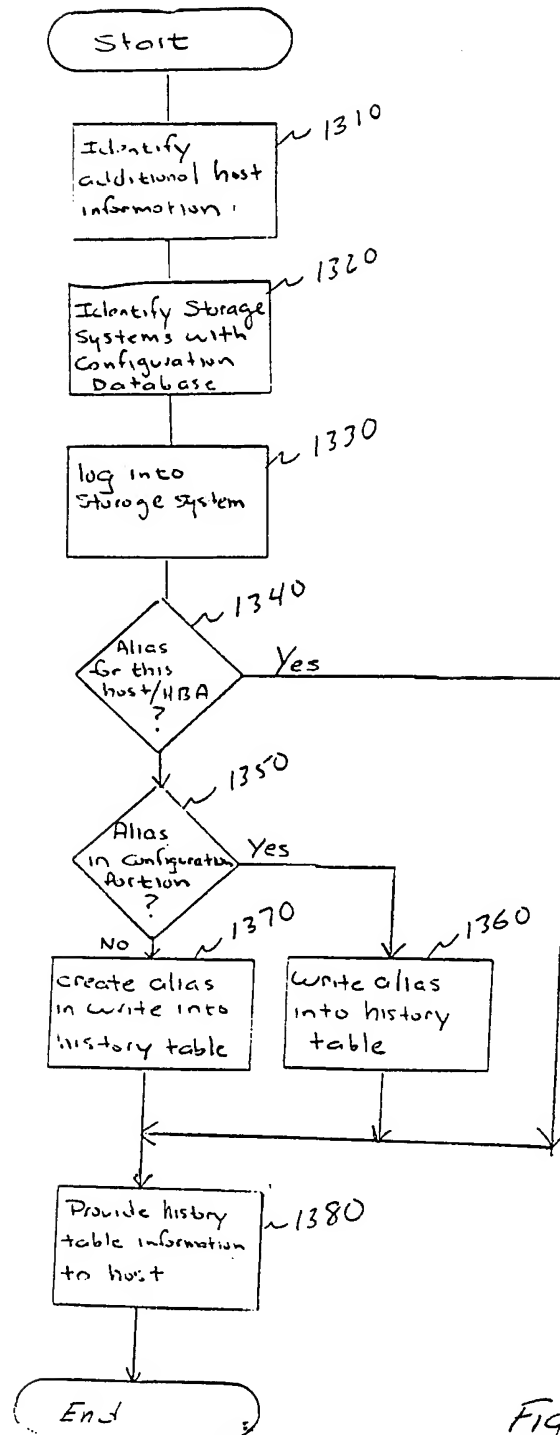 Start
1310
Identify
additional host
information.
1320
Identify Storage
Systems with
Configuration
Database
1330
log into
Storage system
1340
Alias
for this
host/HBA
?
Yes
1350
Alias
in configuration
portion
?
Yes
No
1370
create alias
in write into
history table
1360
write alias
into history
table
Provide history
table information
to host
1380
End
FIG